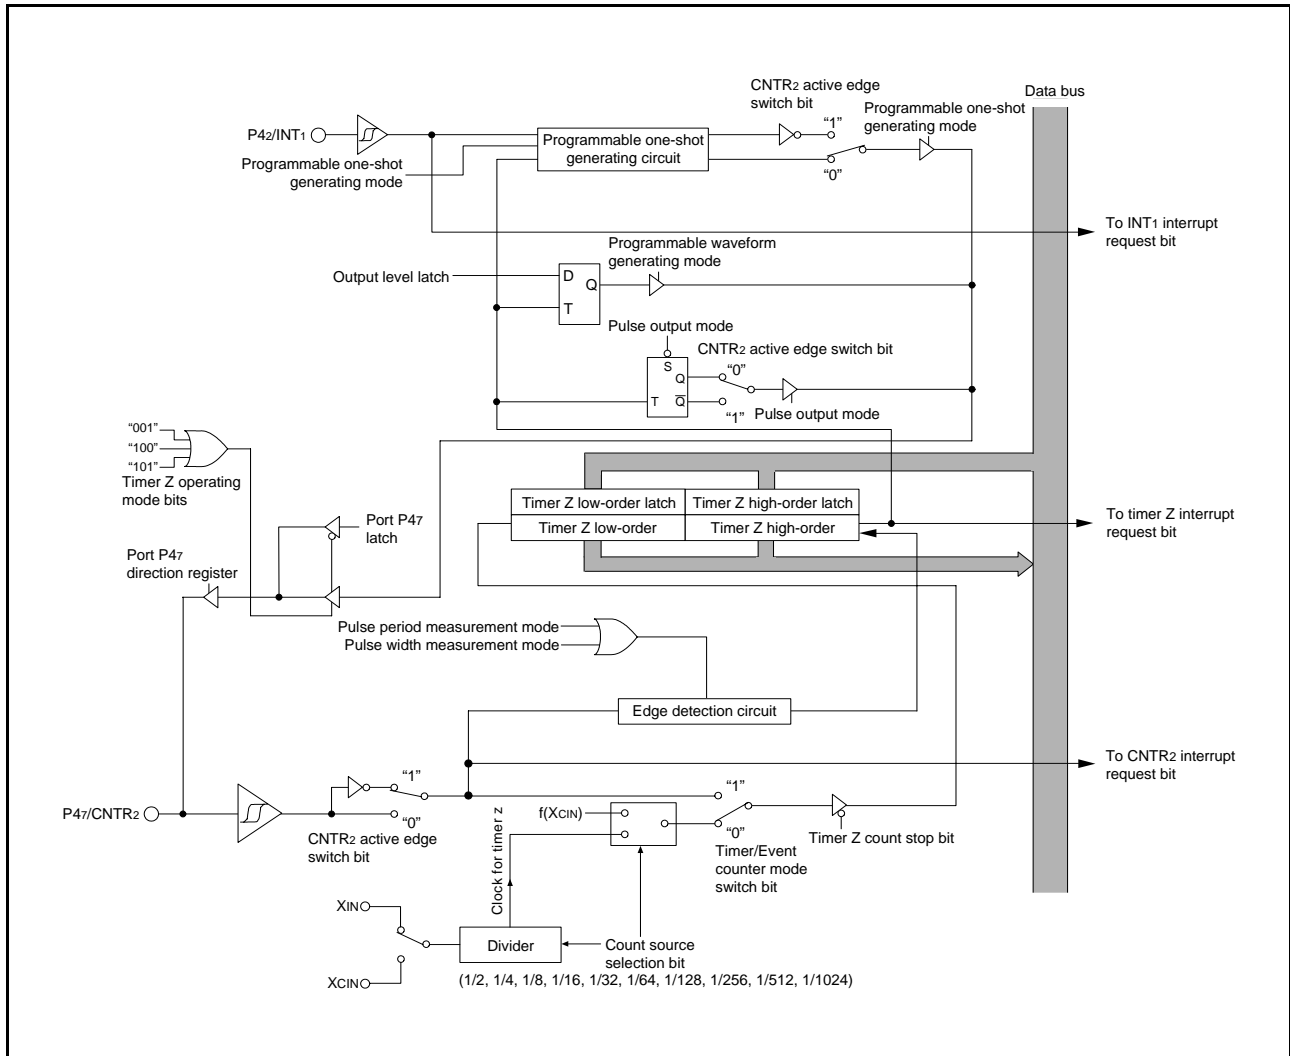 CNTR2 active edge
switch bit
Data bus
Programmable one-shot
generating mode
P42/INT1
"1"
Programmable one-shot
generating circuit
Programmable one-shot
generating mode
"0"
To INT1 interrupt
request bit
Programmable waveform
generating mode
Output level latch
D
Q
T
Pulse output mode
CNTR2 active edge switch bit
S
Q
"0"
T
Q
"1"
Pulse output mode
"001"
"100"
"101"
Timer Z operating
mode bits
Timer Z low-order latch
Timer Z high-order latch
Port P47
latch
Timer Z low-order
Timer Z high-order
To timer Z interrupt
request bit
Port P47
direction register
Pulse period measurement mode
Pulse width measurement mode
Edge detection circuit
To CNTR2 interrupt
request bit
"1"
"1"
P47/CNTR2
f(XCIN)
"0"
"0"
CNTR2 active edge
switch bit
Timer Z count stop bit
Timer/Event
counter mode
switch bit
Clock for timer z
XIN
Divider
Count source
selection bit
XCIN
(1/2, 1/4, 1/8, 1/16, 1/32, 1/64, 1/128, 1/256, 1/512, 1/1024)